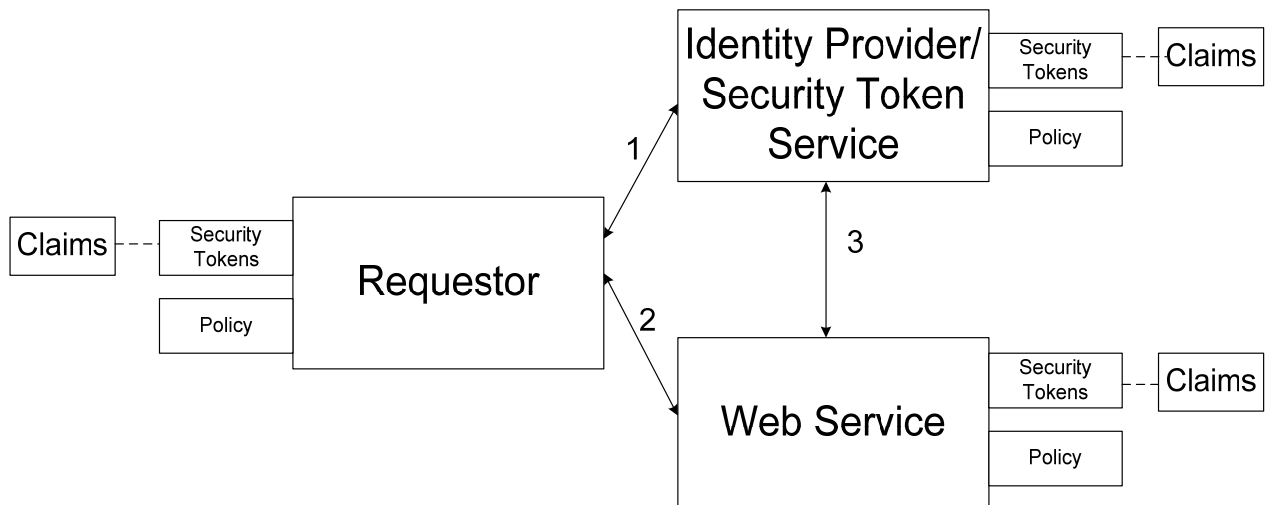 Identity Provider/
Security Token
Service
Security
Tokens
Claims
Policy
1
Claims
Security
Tokens
Policy
Requestor
3
2
Web Service
Security
Tokens
Claims
Policy